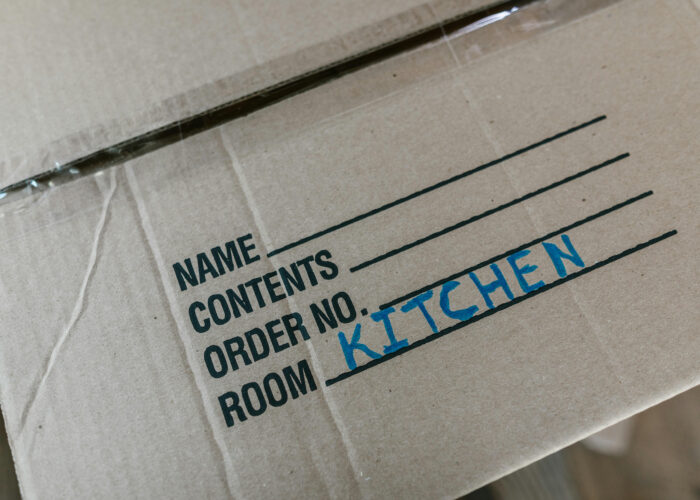 NAME
CONTENTS
ORDER NO.
ROOM KITCHEN